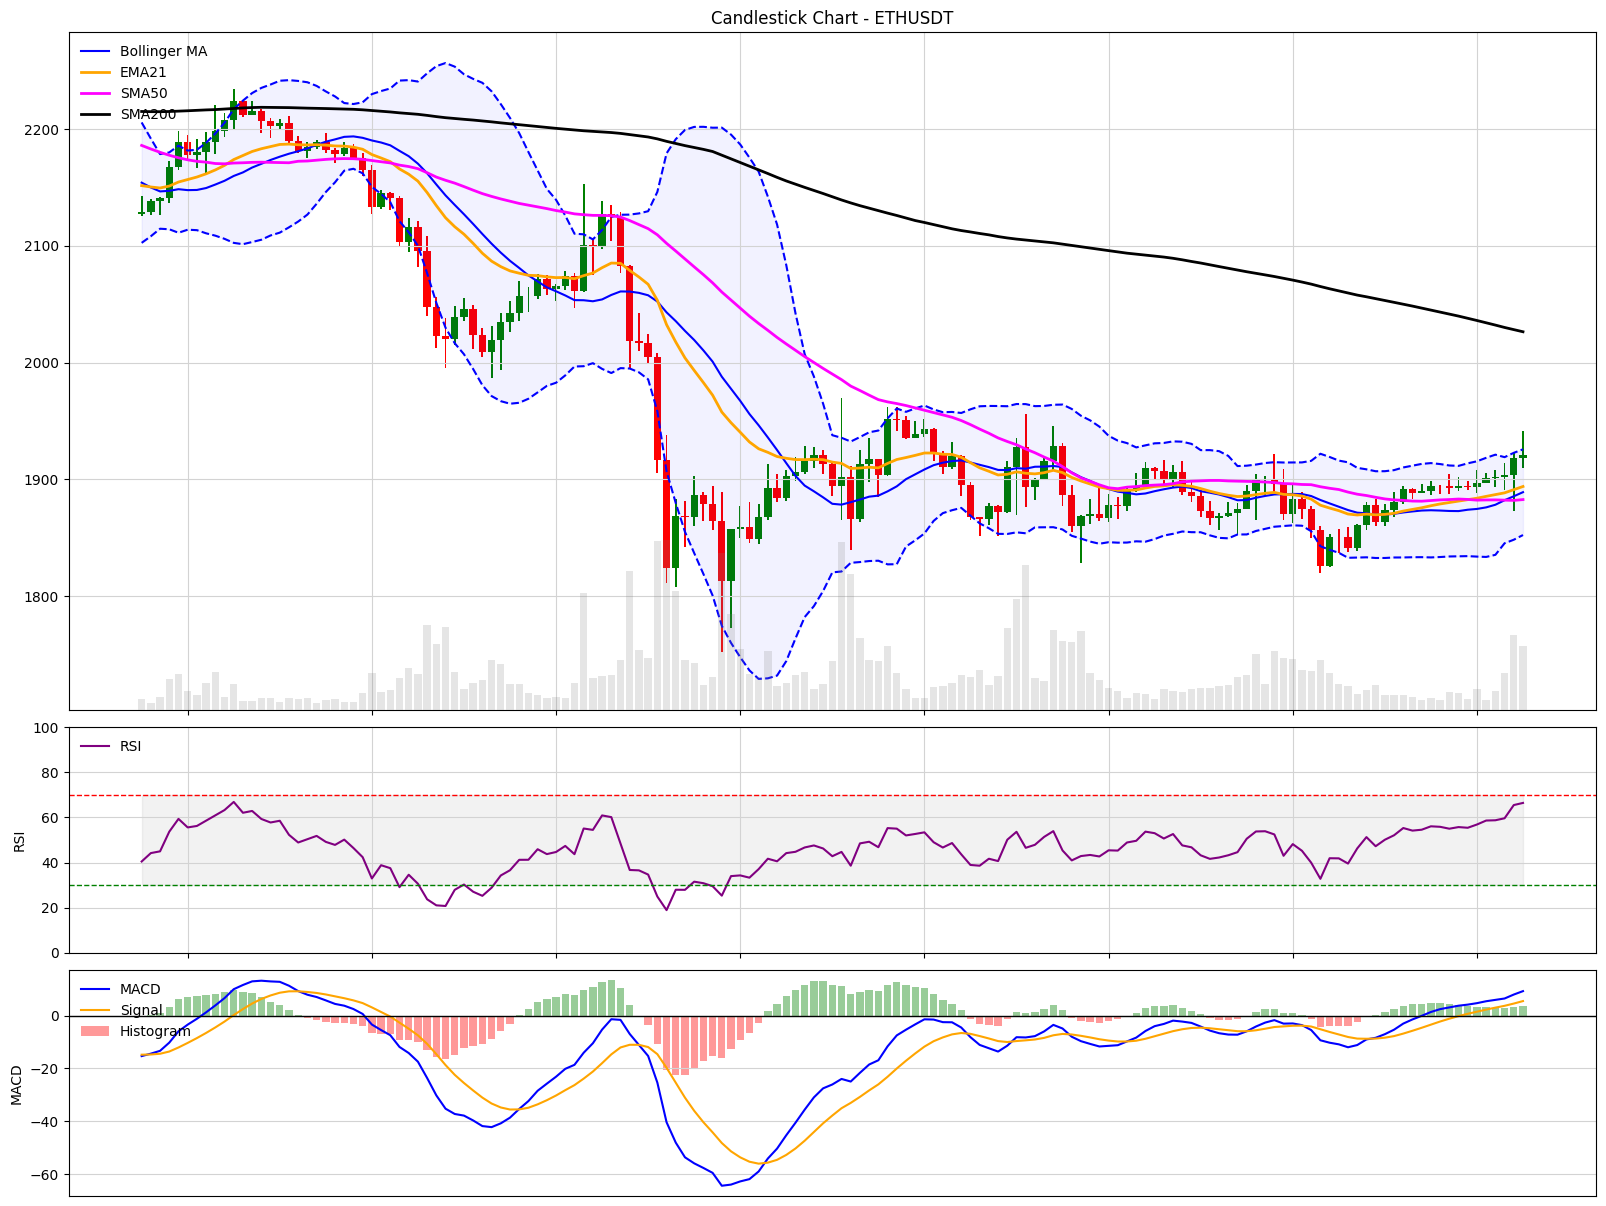 Candlestick Chart - ETHUSDT
Bollinger MA
EMA21
SMA50
SMA200
2200
2100
2000
1900
1800
100
80
60
40
20
0
RSI
RSI
MACD
Signal
Histogram
0
−20
−40
−60
MACD